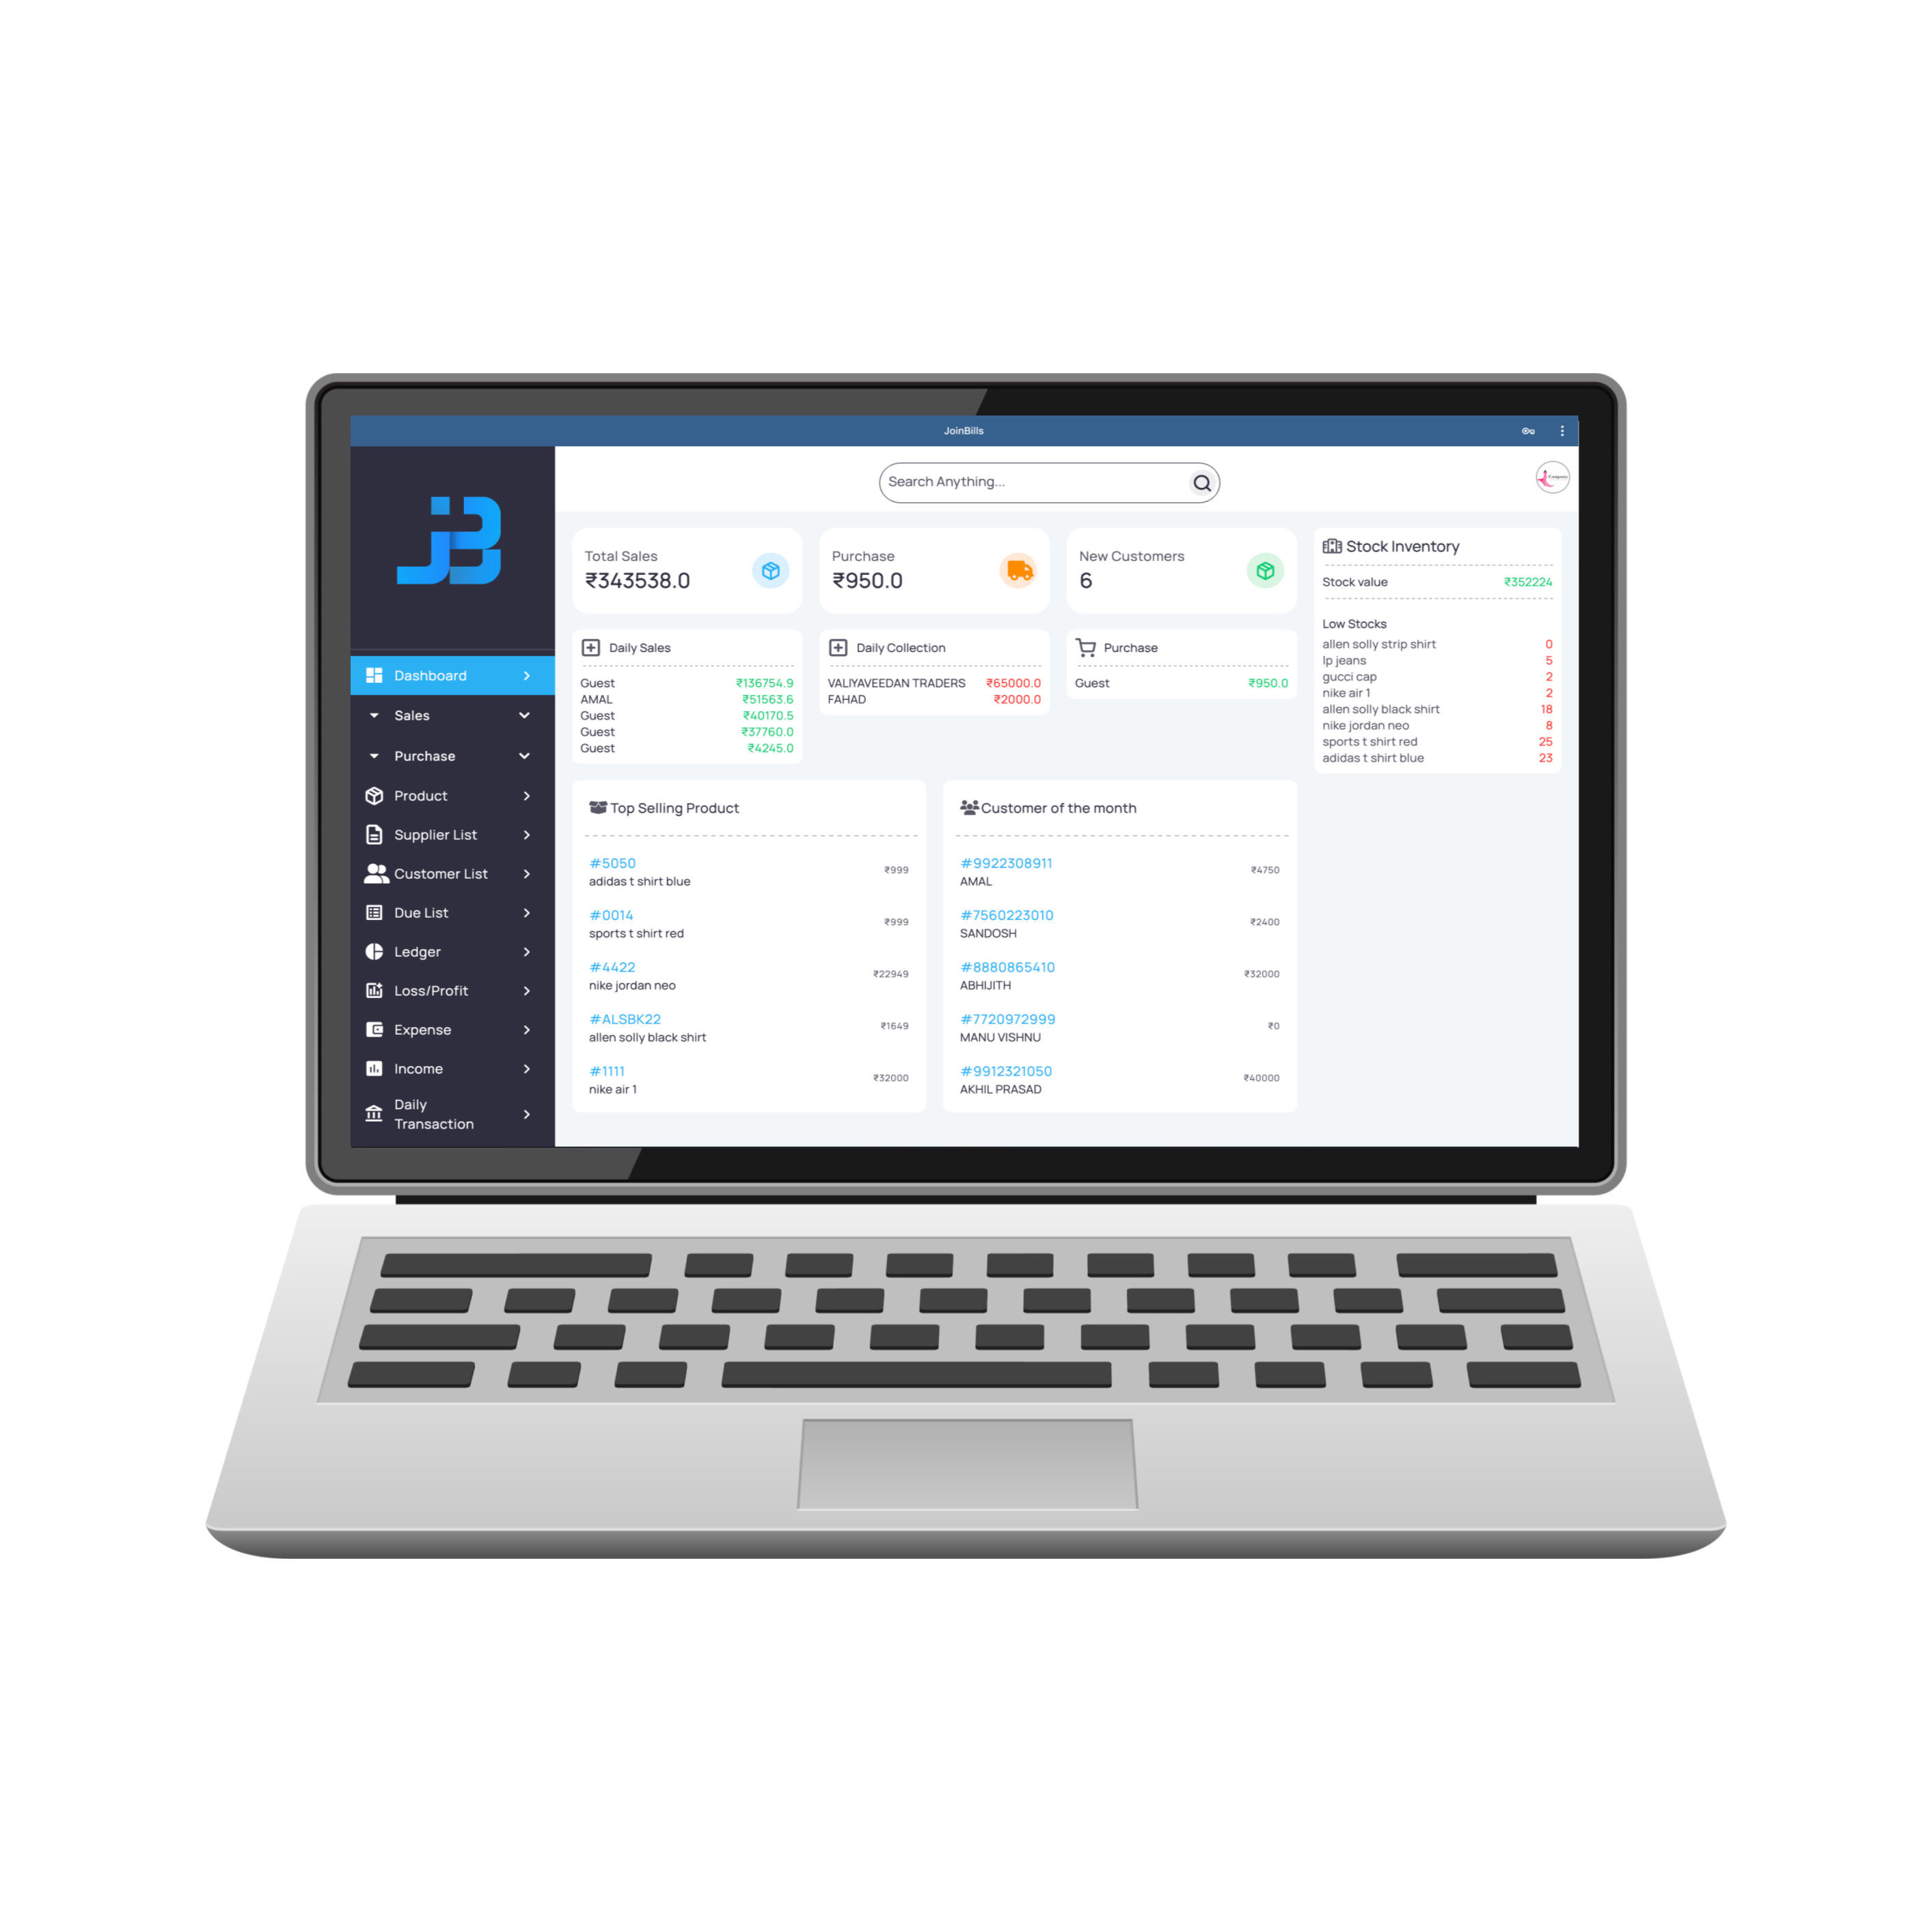 JoinBills
JB
Search Anything...
Company
Dashboard
Sales
Purchase
Product
Supplier List
Customer List
Due List
Ledger
Loss/Profit
Expense
Income
Daily
Transaction
Total Sales
₹343538.0
Purchase
₹950.0
New Customers
6
Daily Sales
Guest ₹136754.9
AMAL ₹51563.6
Guest ₹40170.5
Guest ₹37760.0
Guest ₹4245.0
Daily Collection
VALIYAVEEDAN TRADERS ₹65000.0
FAHAD ₹2000.0
Purchase
Guest ₹950.0
Stock Inventory
Stock value ₹352224
Low Stocks
allen solly strip shirt 0
lp jeans 5
gucci cap 2
nike air 1 2
allen solly black shirt 18
nike jordan neo 8
sports t shirt red 25
adidas t shirt blue 23
Top Selling Product
#5050
adidas t shirt blue ₹999
#0014
sports t shirt red ₹999
#4422
nike jordan neo ₹22949
#ALSBK22
allen solly black shirt ₹1649
#1111
nike air 1 ₹32000
Customer of the month
#9922308911
AMAL ₹4750
#7560223010
SANDOSH ₹2400
#8880865410
ABHIJITH ₹32000
#7720972999
MANU VISHNU ₹0
#9912321050
AKHIL PRASAD ₹40000